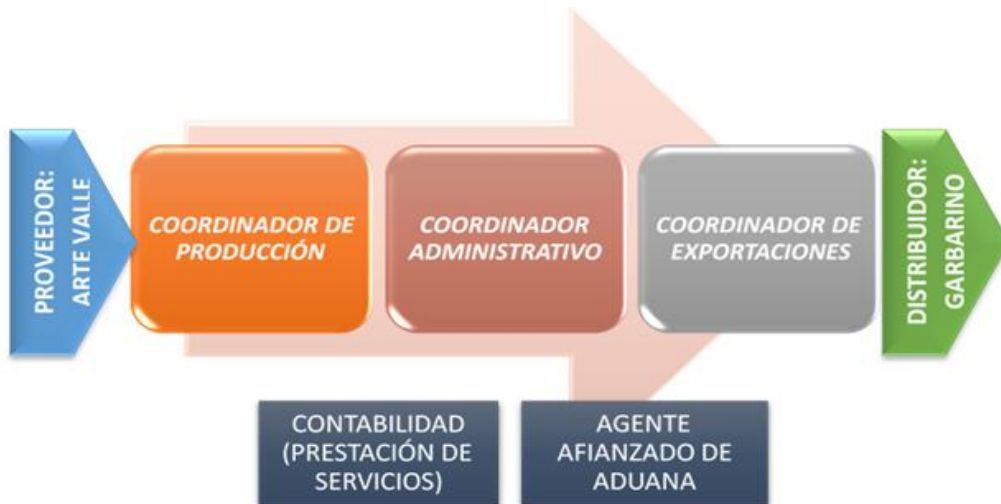 PROVEEDOR:
ARTE VALLE
COORDINADOR DE
PRODUCCIÓN
COORDINADOR
ADMINISTRATIVO
COORDINADOR DE
EXPORTACIONES
DISTRIBUIDOR:
GARBARINO
CONTABILIDAD
(PRESTACIÓN DE
SERVICIOS)
AGENTE
AFIANZADO DE
ADUANA